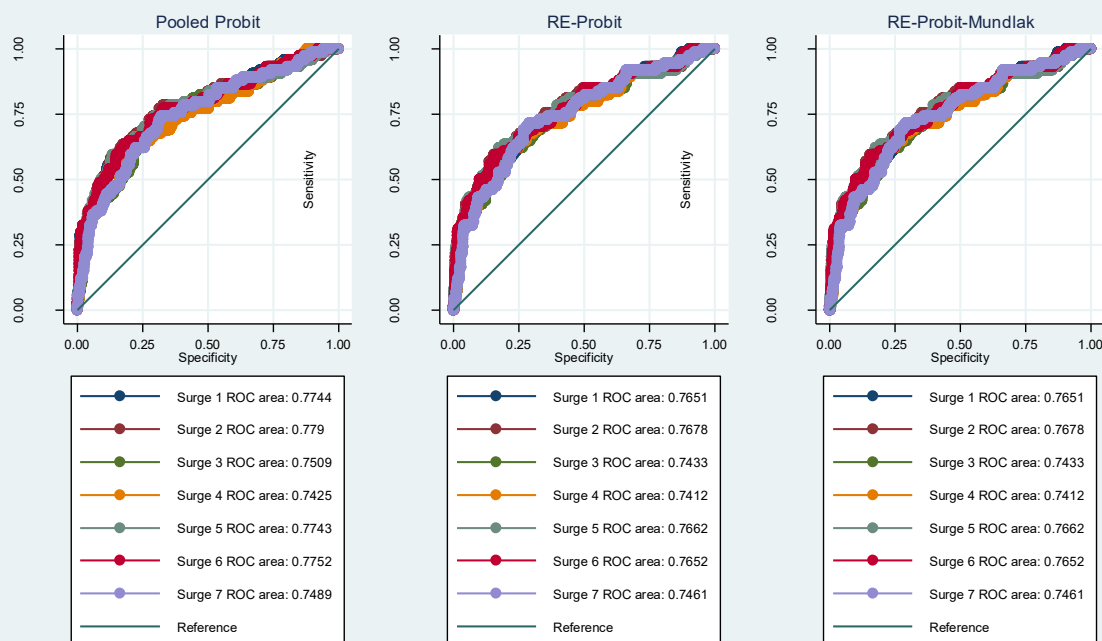 Pooled Probit
1.00
0.75
0.50
0.25
0.00
0.00 0.25 0.50 0.75 1.00
Specificity
Surge 1 ROC area: 0.7744
Surge 2 ROC area: 0.779
Surge 3 ROC area: 0.7509
Surge 4 ROC area: 0.7425
Surge 5 ROC area: 0.7743
Surge 6 ROC area: 0.7752
Surge 7 ROC area: 0.7489
Reference
RE-Probit
Sensitivity
1.00
0.75
0.50
0.25
0.00
0.00 0.25 0.50 0.75 1.00
Specificity
Surge 1 ROC area: 0.7651
Surge 2 ROC area: 0.7678
Surge 3 ROC area: 0.7433
Surge 4 ROC area: 0.7412
Surge 5 ROC area: 0.7662
Surge 6 ROC area: 0.7652
Surge 7 ROC area: 0.7461
Reference
RE-Probit-Mundlak
Sensitivity
1.00
0.75
0.50
0.25
0.00
0.00 0.25 0.50 0.75 1.00
Specificity
Surge 1 ROC area: 0.7651
Surge 2 ROC area: 0.7678
Surge 3 ROC area: 0.7433
Surge 4 ROC area: 0.7412
Surge 5 ROC area: 0.7662
Surge 6 ROC area: 0.7652
Surge 7 ROC area: 0.7461
Reference